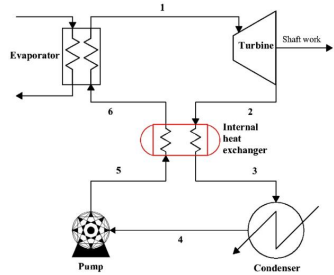 1
Evaporator
Turbine
Shaft work
6
2
Internal
heat
exchanger
5
3
4
Pump
Condenser